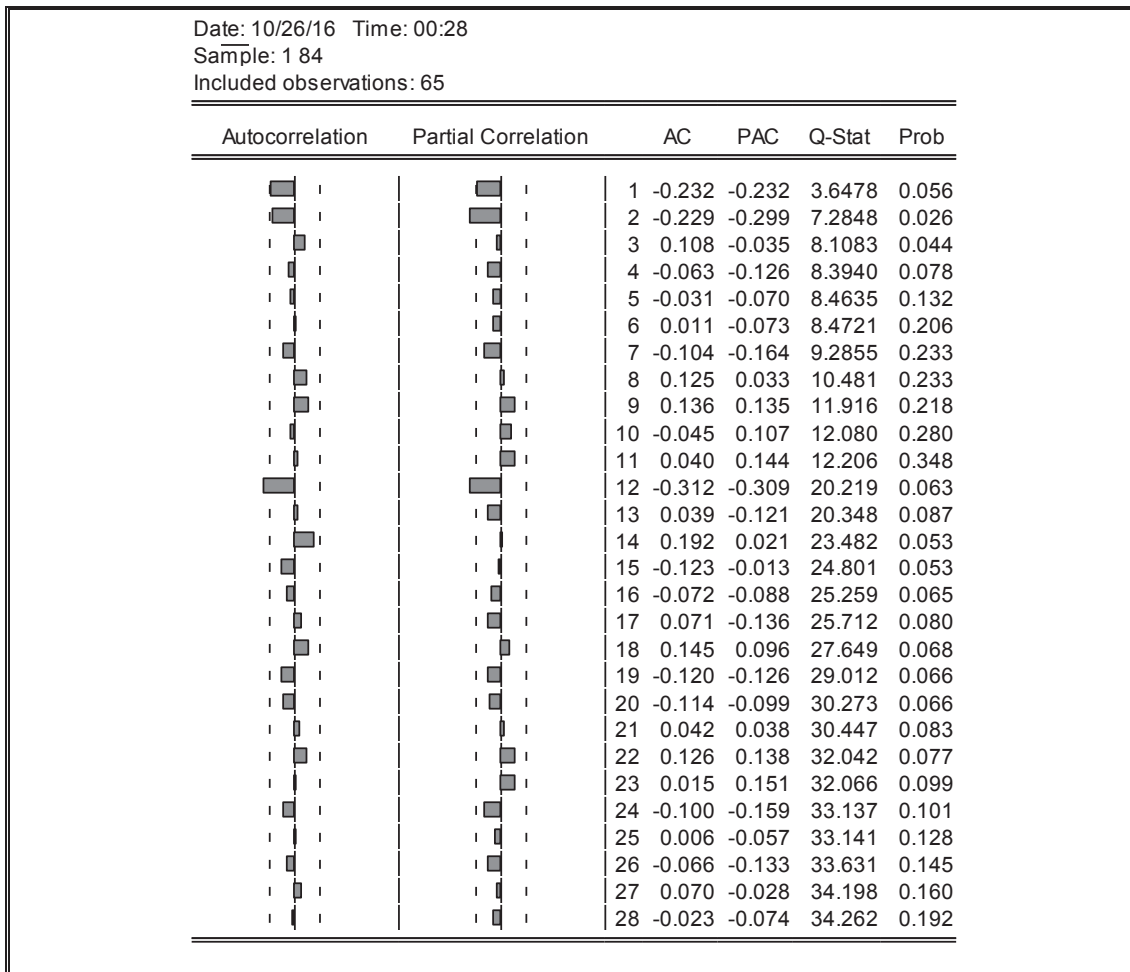 Date: 10/26/16 Time: 00:28
Sample: 1 84
Included observations: 65
Autocorrelation Partial Correlation AC PAC Q-Stat Prob
1 -0.232 -0.232 3.6478 0.056
2 -0.229 -0.299 7.2848 0.026
3 0.108 -0.035 8.1083 0.044
4 -0.063 -0.126 8.3940 0.078
5 -0.031 -0.070 8.4635 0.132
6 0.011 -0.073 8.4721 0.206
7 -0.104 -0.164 9.2855 0.233
8 0.125 0.033 10.481 0.233
9 0.136 0.135 11.916 0.218
10 -0.045 0.107 12.080 0.280
11 0.040 0.144 12.206 0.348
12 -0.312 -0.309 20.219 0.063
13 0.039 -0.121 20.348 0.087
14 0.192 0.021 23.482 0.053
15 -0.123 -0.013 24.801 0.053
16 -0.072 -0.088 25.259 0.065
17 0.071 -0.136 25.712 0.080
18 0.145 0.096 27.649 0.068
19 -0.120 -0.126 29.012 0.066
20 -0.114 -0.099 30.273 0.066
21 0.042 0.038 30.447 0.083
22 0.126 0.138 32.042 0.077
23 0.015 0.151 32.066 0.099
24 -0.100 -0.159 33.137 0.101
25 0.006 -0.057 33.141 0.128
26 -0.066 -0.133 33.631 0.145
27 0.070 -0.028 34.198 0.160
28 -0.023 -0.074 34.262 0.192